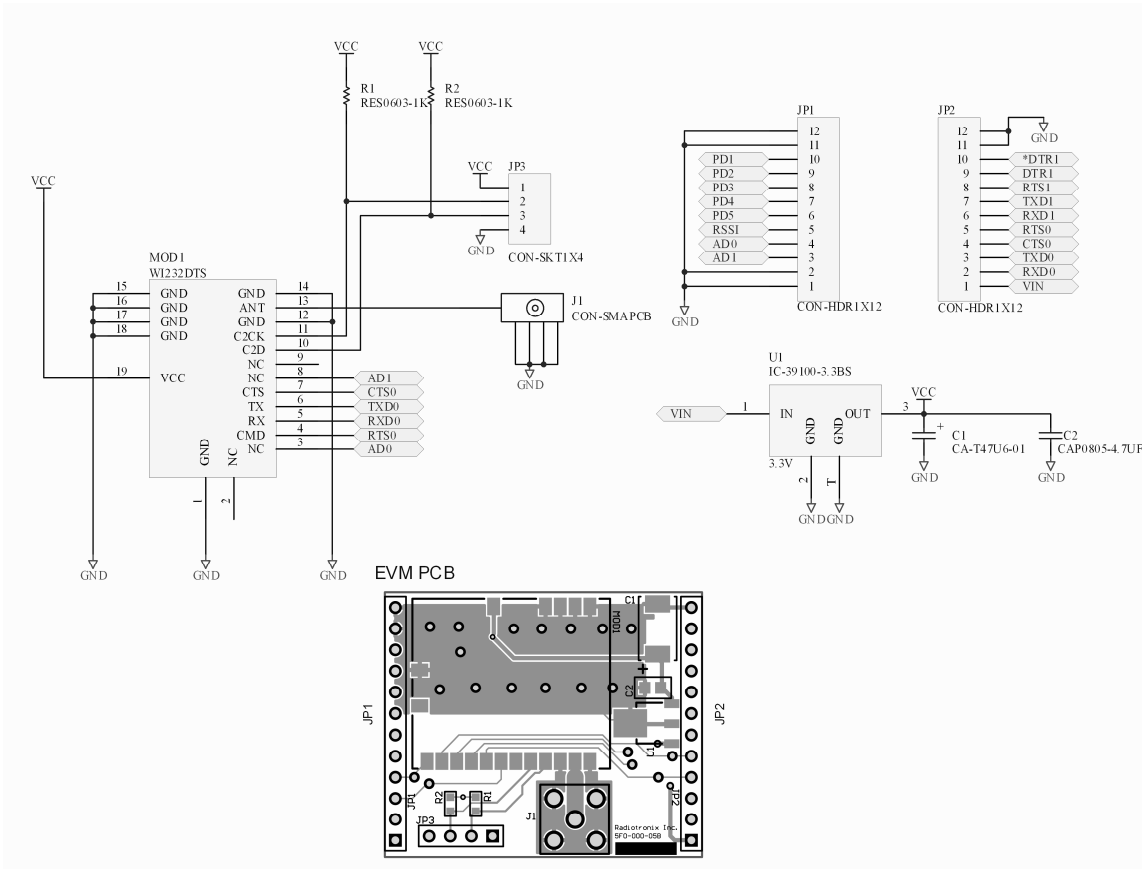 VCC
VCC
R1
RES0603-1K
R2
RES0603-1K
VCC
JP3
1
2
3
4
GND
CON-SKT1X4
VCC
MOD1
WI232DTS
15 GND
16 GND
17 GND
18 GND
19 VCC
GND 14
ANT 13
GND 12
C2CK 11
C2D 10
NC 9
NC 8 AD1
CTS 7 CTS0
TX 6 TXD0
RX 5 RXD0
CMD 4 RTS0
NC 3 AD0
GND NC
1 2
GND
GND
GND
J1
CON-SMAPCB
GND
JP1
12
11
PD1 10
PD2 9
PD3 8
PD4 7
PD5 6
RSSI 5
AD0 4
AD1 3
2
1
CON-HDR1X12
GND
JP2
12
11
GND
10 *DTR1
9 DTR1
8 RTS1
7 TXD1
6 RXD1
5 RTS0
4 CTS0
3 TXD0
2 RXD0
1 VIN
CON-HDR1X12
U1
IC-39100-3.3BS
VIN 1 IN OUT 3
GND GND
3.3V
2 T
GND GND
VCC
+
C1
CA-T47U6-01
GND
C2
CAP0805-4.7UF
GND
EVM PCB
C1
MOD1
+
C2
JP1
JP2
U1
JP1
R2
R1
JP2
JP3
J1
Radiotronix Inc.
5F0-000-05B